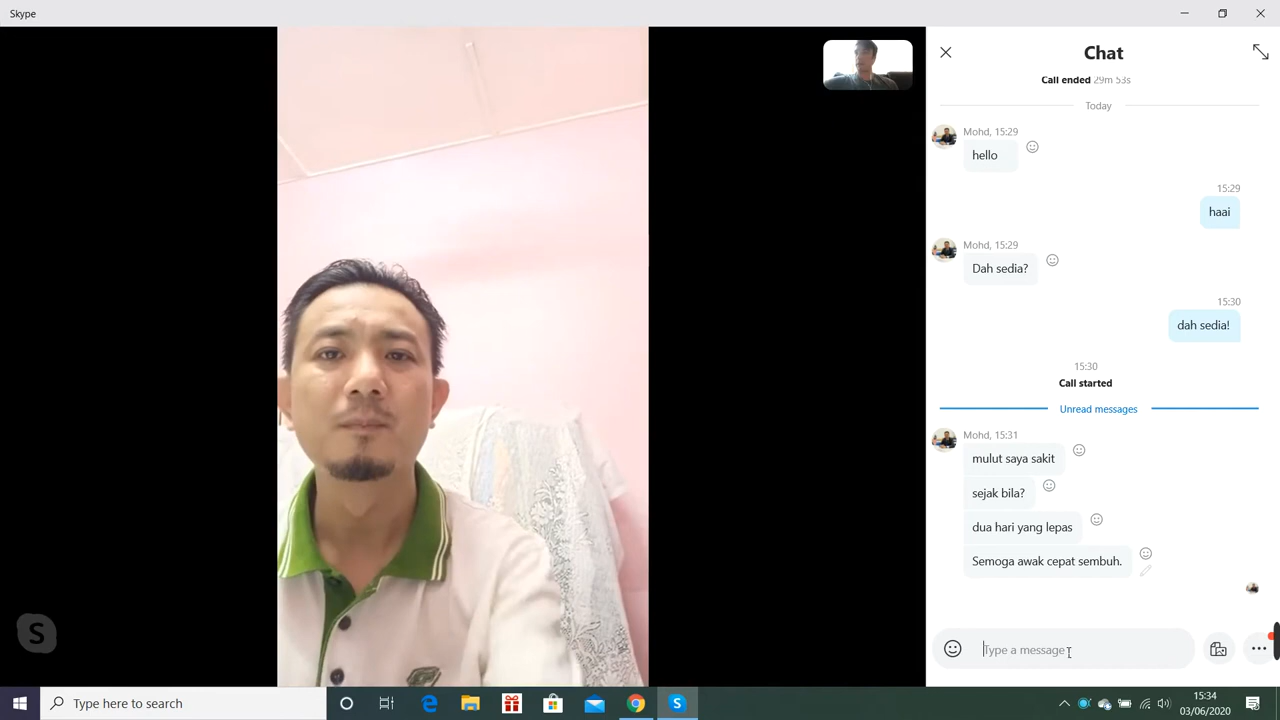 Skype
Chat
Call ended 29m 53s
Today
Mohd, 15:29
hello
15:29
haai
Mohd, 15:29
Dah sedia?
15:30
dah sedia!
15:30
Call started
Unread messages
Mohd, 15:31
mulut saya sakit
sejak bila?
dua hari yang lepas
Semoga awak cepat sembuh.
S
Type a message
Type here to search
15:34
03/06/2020